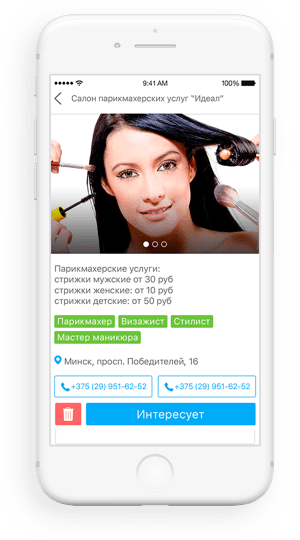 9:41 AM 100%
Салон парикмахерских услуг "Идеал"
Парикмахерские услуги:
стрижки мужские от 30 руб
стрижки женские: от 10 руб
стрижки детские: от 50 руб
Парикмахер Визажист Стилист
Мастер маникюра
Минск, просп. Победителей, 16
+375 (29) 951-62-52 +375 (29) 951-62-52
Интересует